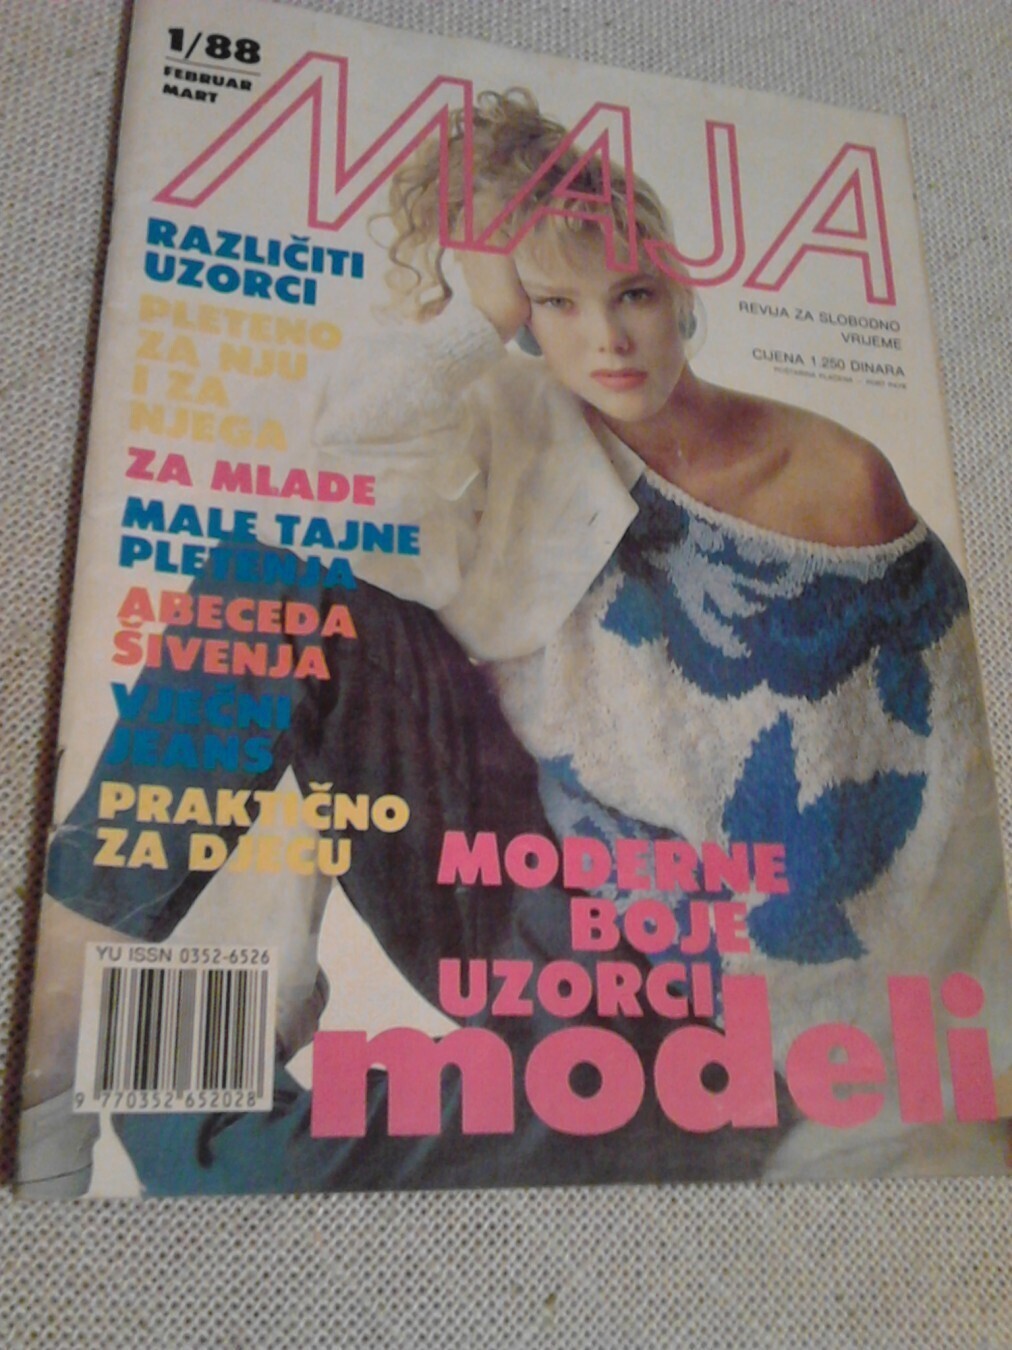 1/88
FEBRUAR
MART
MAJA
REVIJA ZA SLOBODNO
VRIJEME
CIJENA 1.250 DINARA
RAZLIČITI
UZORCI
PLETENO
ZA NJU
I ZA
NJEGA
ZA MLADE
MALE TAJNE
PLETENJA
ABECEDA
ŠIVENJA
VJEČNI
JEANS
PRAKTIČNO
ZA DJECU
MODERNE
BOJE
UZORCI
modeli
YU ISSN 0352-6526
9 770352 652028